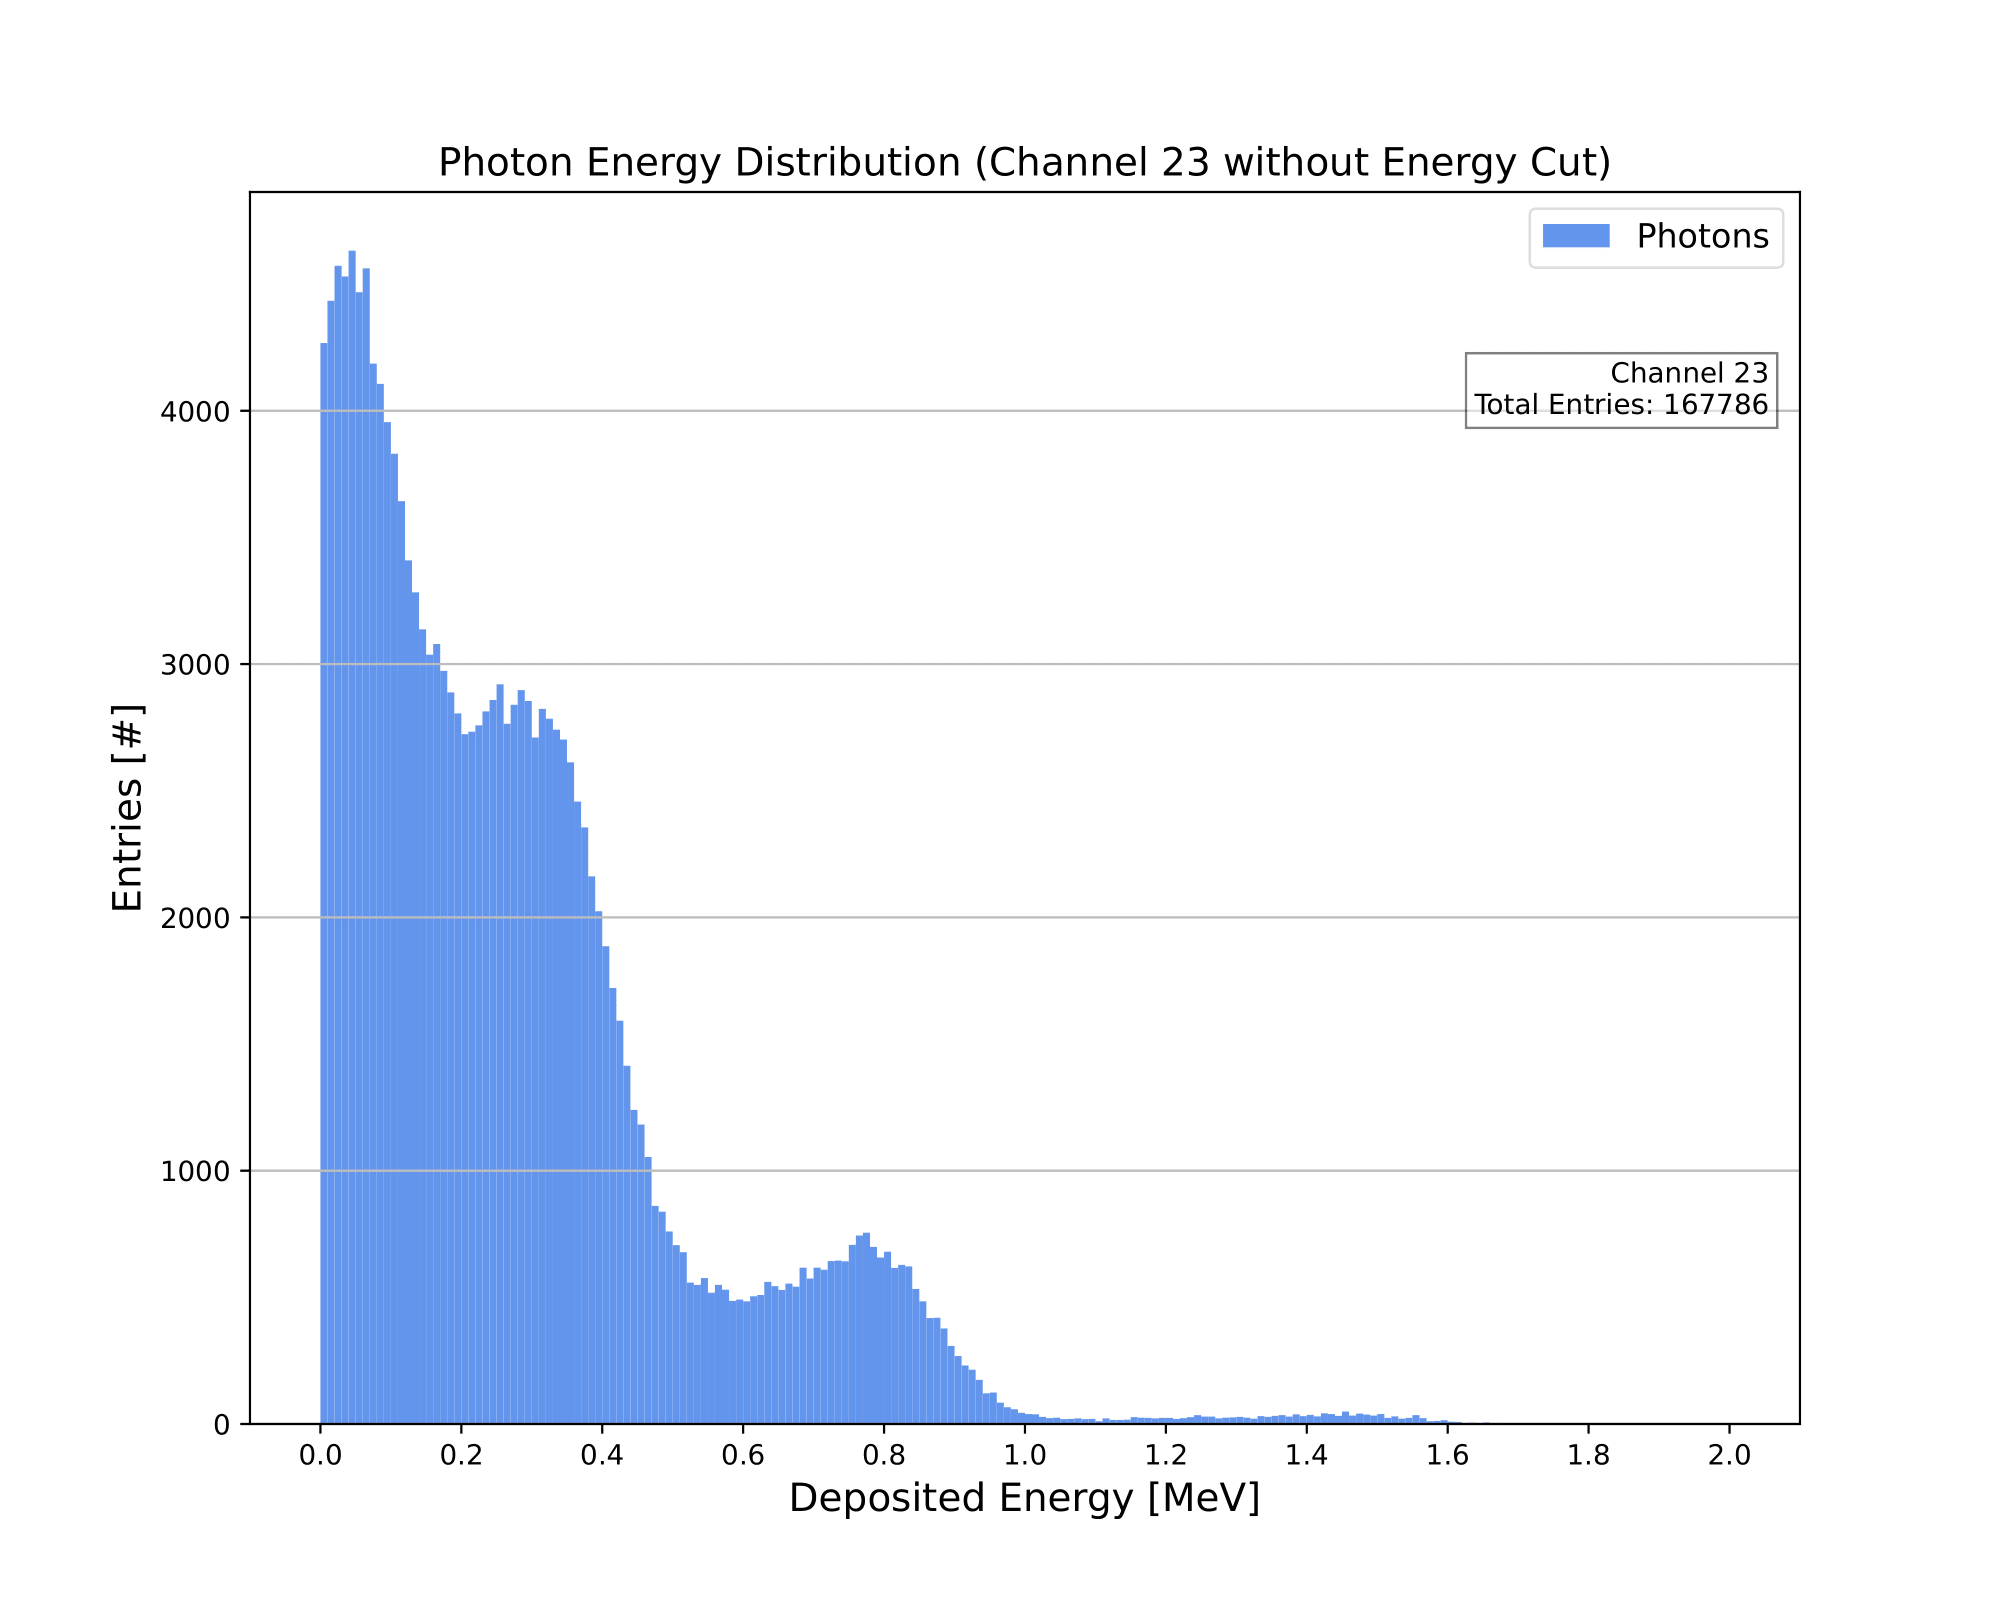 Photon Energy Distribution (Channel 23 without Energy Cut)
Photons
Channel 23
Total Entries: 167786
4000
3000
2000
1000
0
Entries [#]
0.0 0.2 0.4 0.6 0.8 1.0 1.2 1.4 1.6 1.8 2.0
Deposited Energy [MeV]